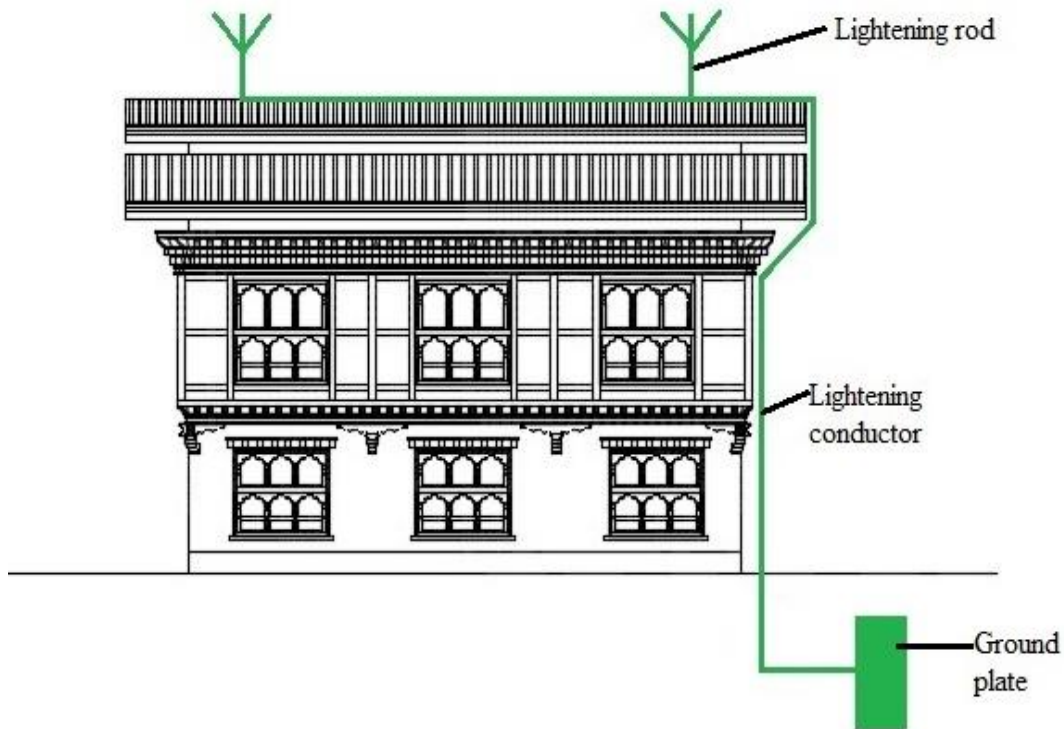 Lightening rod
Lightening
conductor
Ground
plate